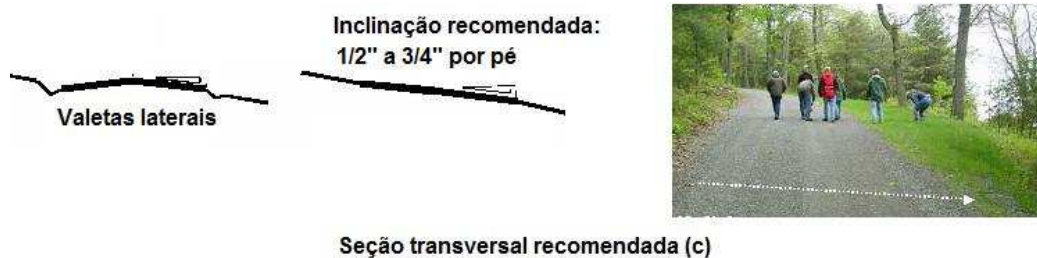 Inclinação recomendada:
1/2" a 3/4" por pé
Valetas laterais
Seção transversal recomendada (c)